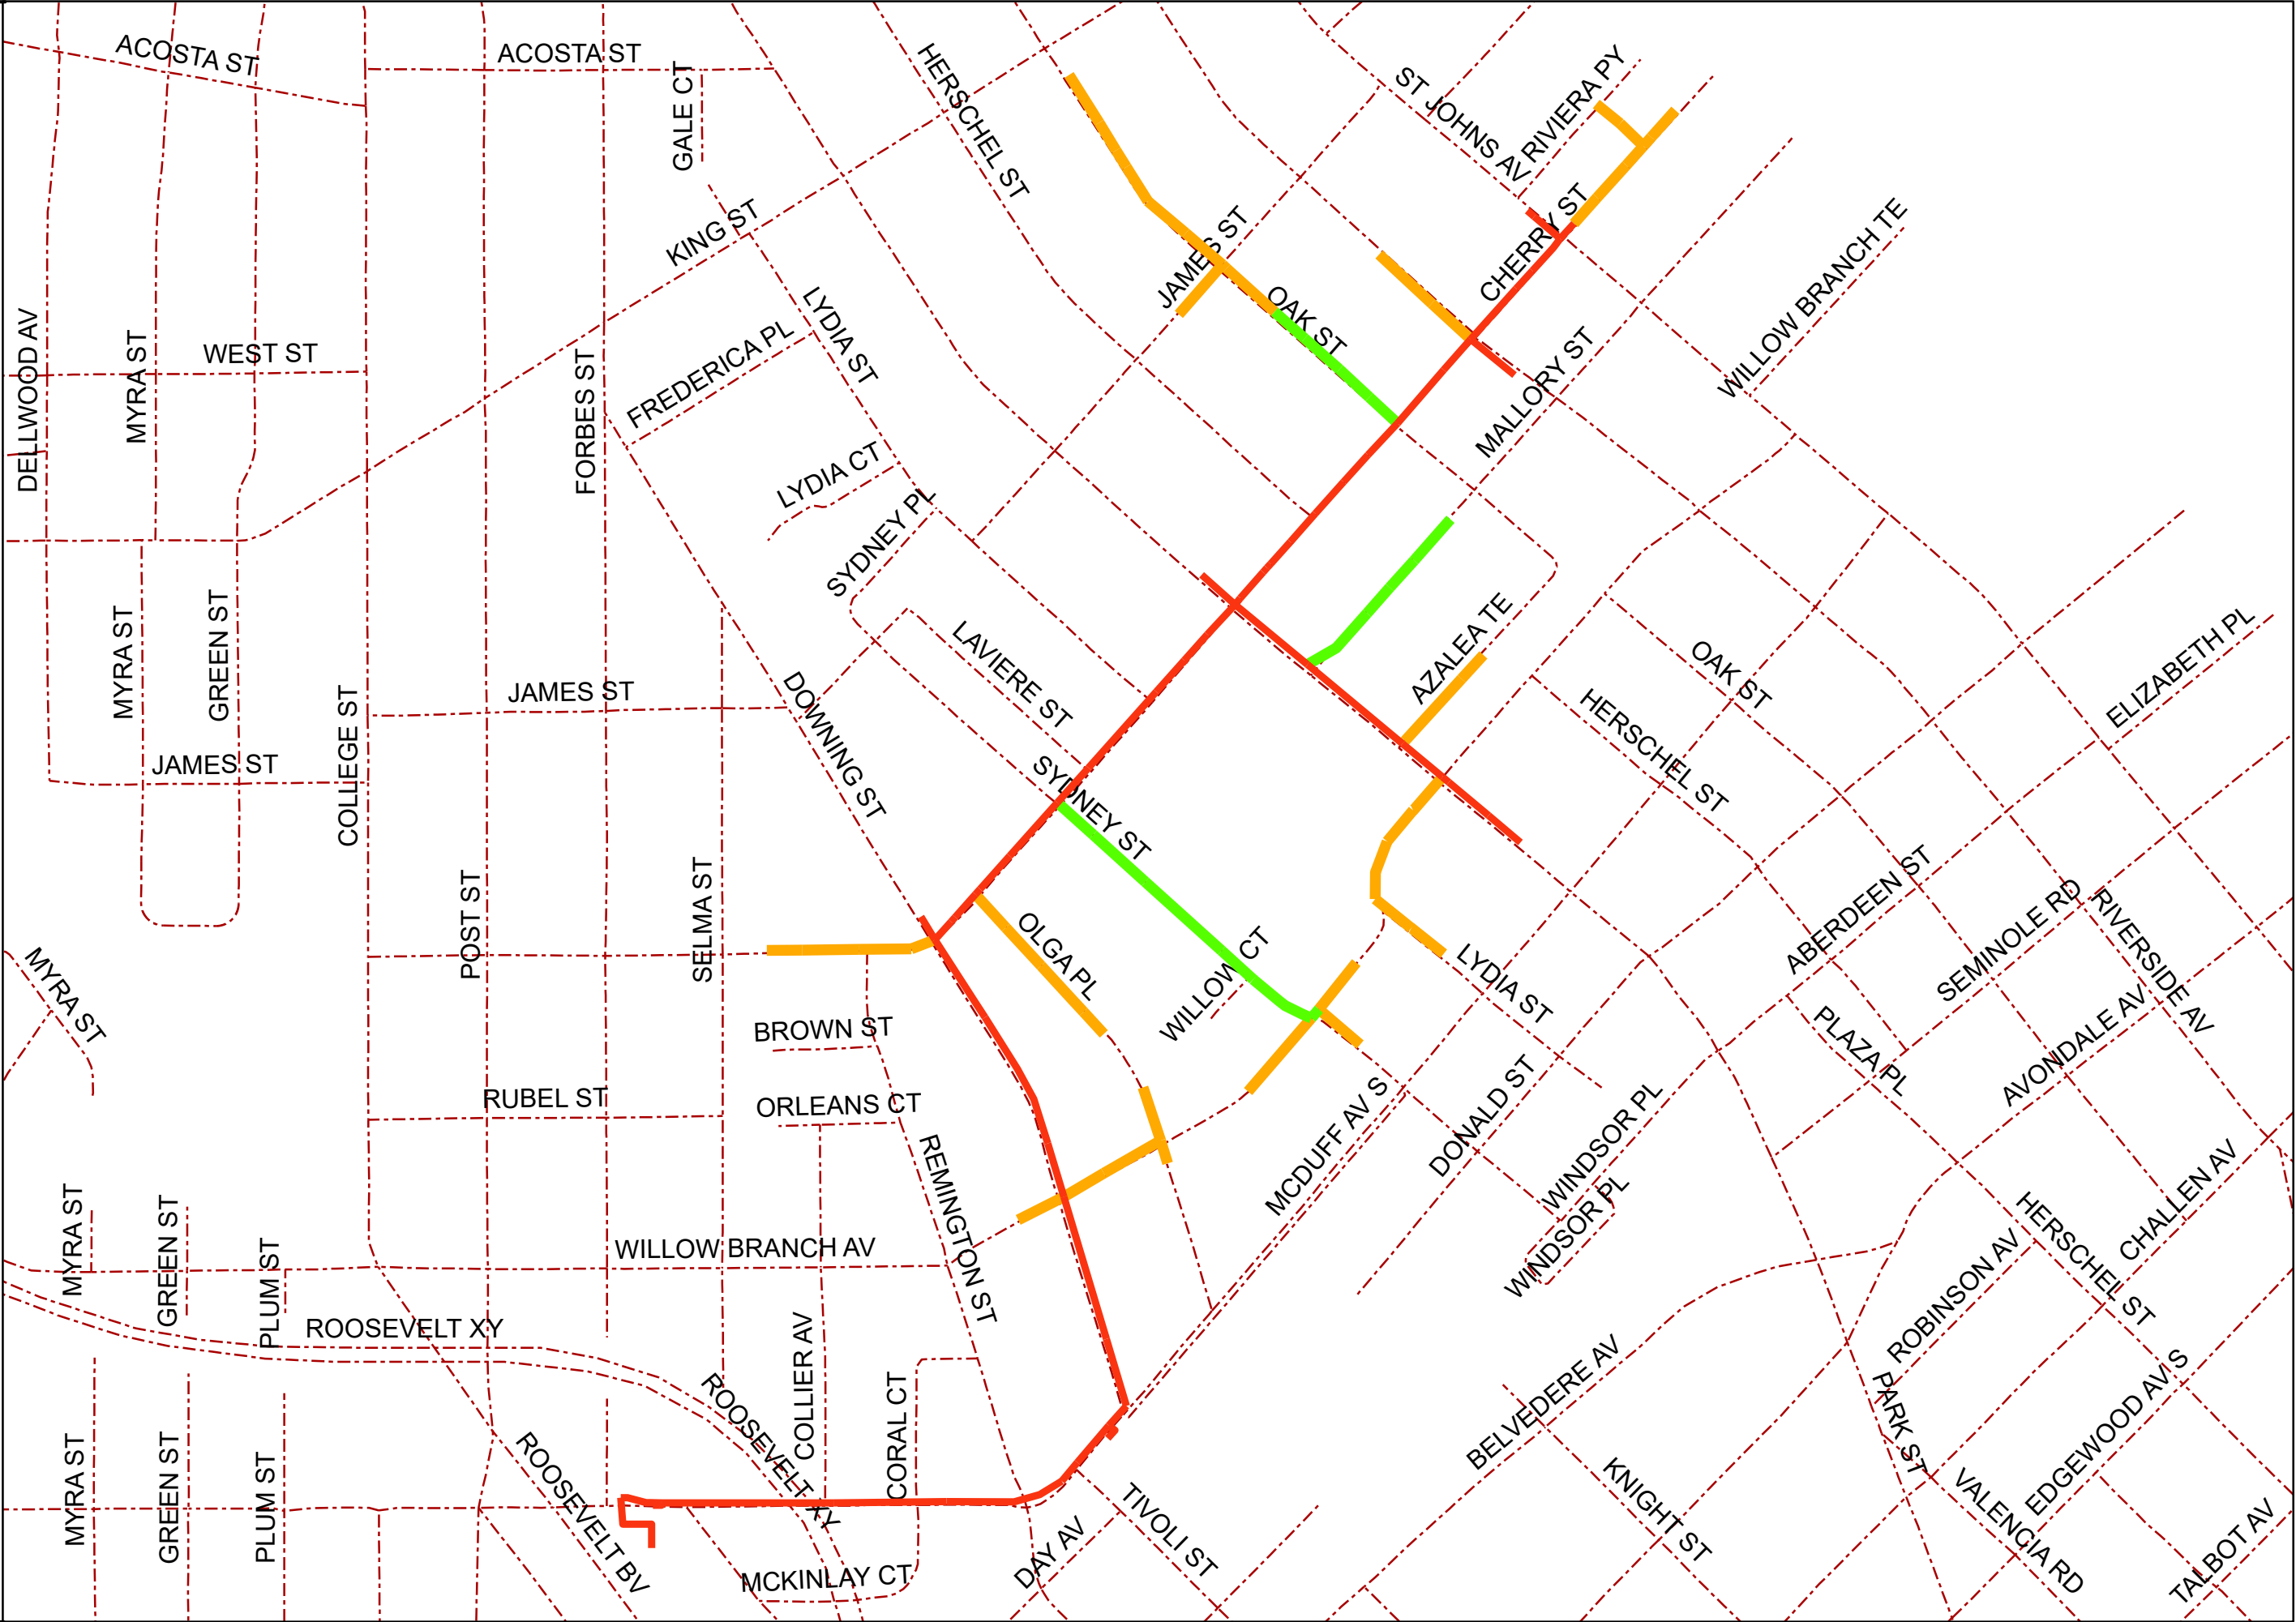 ACOSTA ST
ACOSTA ST
GALE CT
HERSCHEL ST
ST JOHNS AV
RIVIERA PY
KING ST
JAMES ST
CHERRY ST
WILLOW BRANCH TE
DELLWOOD AV
MYRA ST
WEST ST
FORBES ST
FREDERICA PL
LYDIA ST
OAK ST
MALLORY ST
LYDIA CT
SYDNEY PL
MYRA ST
GREEN ST
COLLEGE ST
JAMES ST
JAMES ST
DOWNING ST
LAVIERE ST
AZALEA TE
OAK ST
HERSCHEL ST
ELIZABETH PL
SYDNEY ST
POST ST
SELMA ST
OLGA PL
WILLOW CT
LYDIA ST
ABERDEEN ST
SEMINOLE RD
RIVERSIDE AV
MYRA ST
BROWN ST
RUBEL ST
ORLEANS CT
REMINGTON ST
MCDUFF AV S
DONALD ST
WINDSOR PL
WINDSOR PL
PLAZA PL
AVONDALE AV
MYRA ST
GREEN ST
PLUM ST
WILLOW BRANCH AV
HERSCHEL ST
CHALLEN AV
ROBINSON AV
ROOSEVELT XY
ROOSEVELT XY
COLLIER AV
CORAL CT
BELVEDERE AV
PARK ST
EDGEWOOD AV S
MYRA ST
GREEN ST
PLUM ST
ROOSEVELT BV
MCKINLAY CT
DAY AV
TIVOLI ST
KNIGHT ST
VALENCIA RD
TALBOT AV